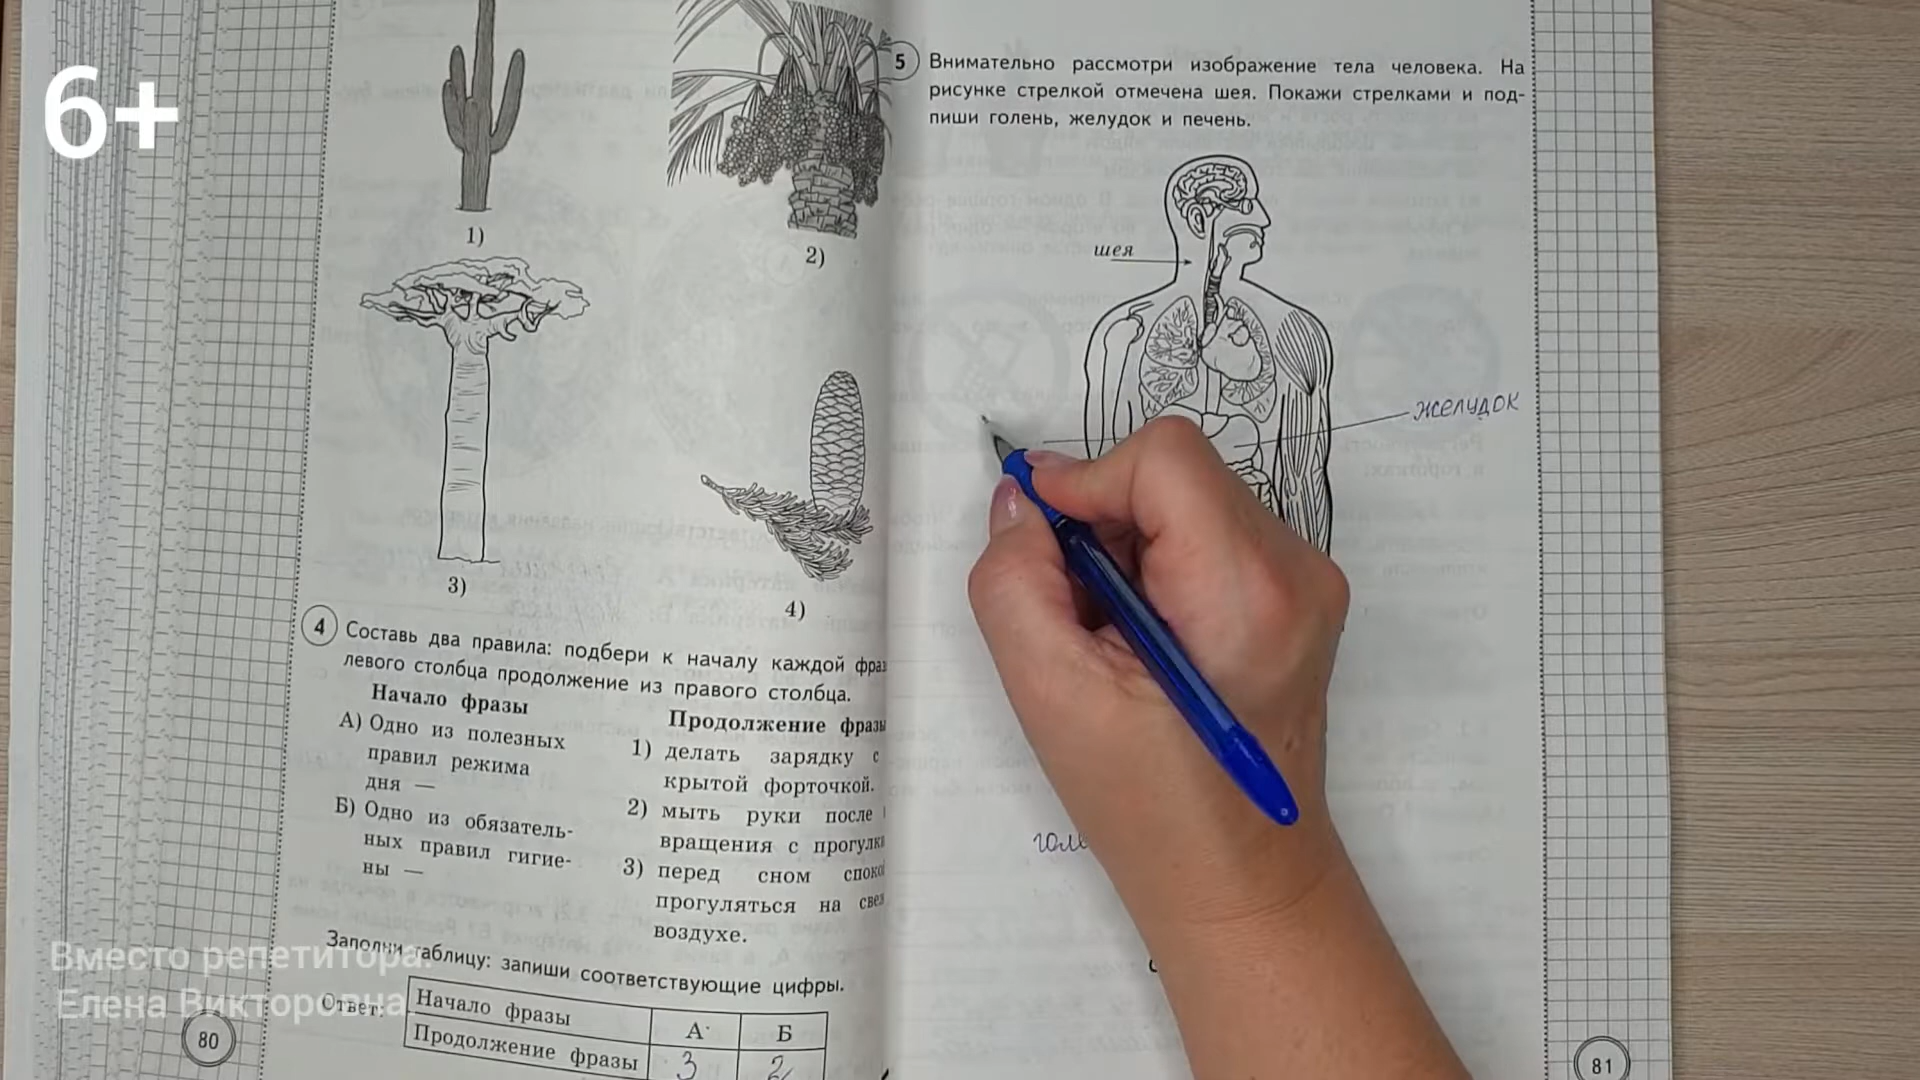 6+
1)
2)
3)
4)
4 Составь два правила: подбери к началу каждой фраз
левого столбца продолжение из правого столбца.
Начало фразы
А) Одно из полезных
правил режима
дня —
Б) Одно из обязатель-
ных правил гигие-
ны —
Продолжение фразы
1) делать зарядку с
крытой форточкой.
2) мыть руки после
вращения с прогулк
3) перед сном споко
прогуляться на свеж
воздухе.
Заполни таблицу: запиши соответствующие цифры.
Ответ:
Начало фразы А Б
Продолжение фразы 3 2
80
Вместо репетитора.
Елена Викторовна
5 Внимательно рассмотри изображение тела человека. На
рисунке стрелкой отмечена шея. Покажи стрелками и под-
пиши голень, желудок и печень.
шея
желудок
голе
81